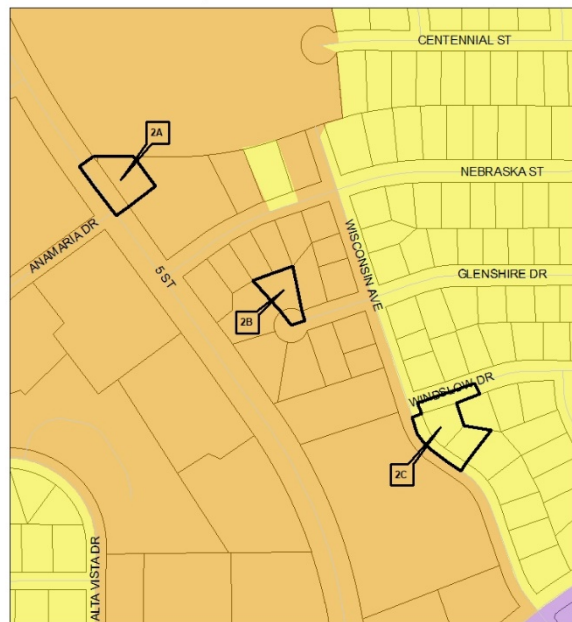 CENTENNIAL ST
2A
NEBRASKA ST
ANAMARIA DR
WISCONSIN AVE
5 ST
GLENSHIRE DR
2B
WINDSLOW DR
2C
ALTA VISTA DR